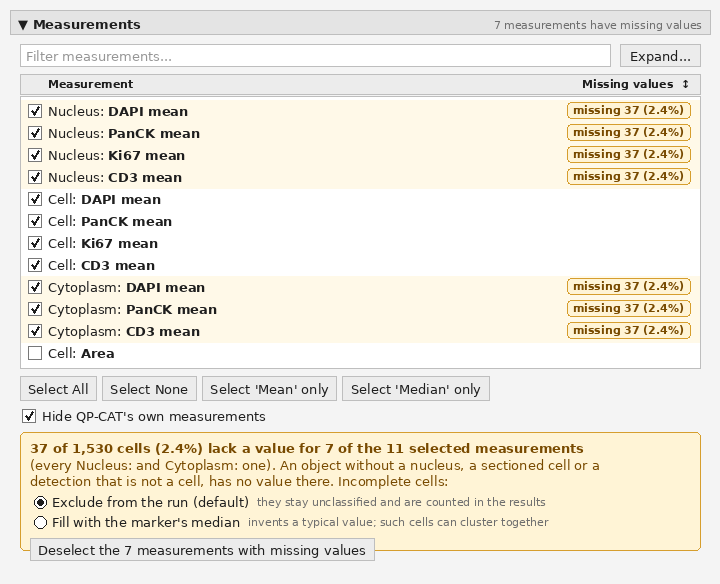 ▼ Measurements 7 measurements have missing values
Filter measurements... Expand...
Measurement Missing values ↕
Nucleus: DAPI mean missing 37 (2.4%)
Nucleus: PanCK mean missing 37 (2.4%)
Nucleus: Ki67 mean missing 37 (2.4%)
Nucleus: CD3 mean missing 37 (2.4%)
Cell: DAPI mean
Cell: PanCK mean
Cell: Ki67 mean
Cell: CD3 mean
Cytoplasm: DAPI mean missing 37 (2.4%)
Cytoplasm: PanCK mean missing 37 (2.4%)
Cytoplasm: CD3 mean missing 37 (2.4%)
Cell: Area
Select All Select None Select 'Mean' only Select 'Median' only
Hide QP-CAT's own measurements
37 of 1,530 cells (2.4%) lack a value for 7 of the 11 selected measurements
(every Nucleus: and Cytoplasm: one). An object without a nucleus, a sectioned cell or a
detection that is not a cell, has no value there. Incomplete cells:
Exclude from the run (default) they stay unclassified and are counted in the results
Fill with the marker's median invents a typical value; such cells can cluster together
Deselect the 7 measurements with missing values